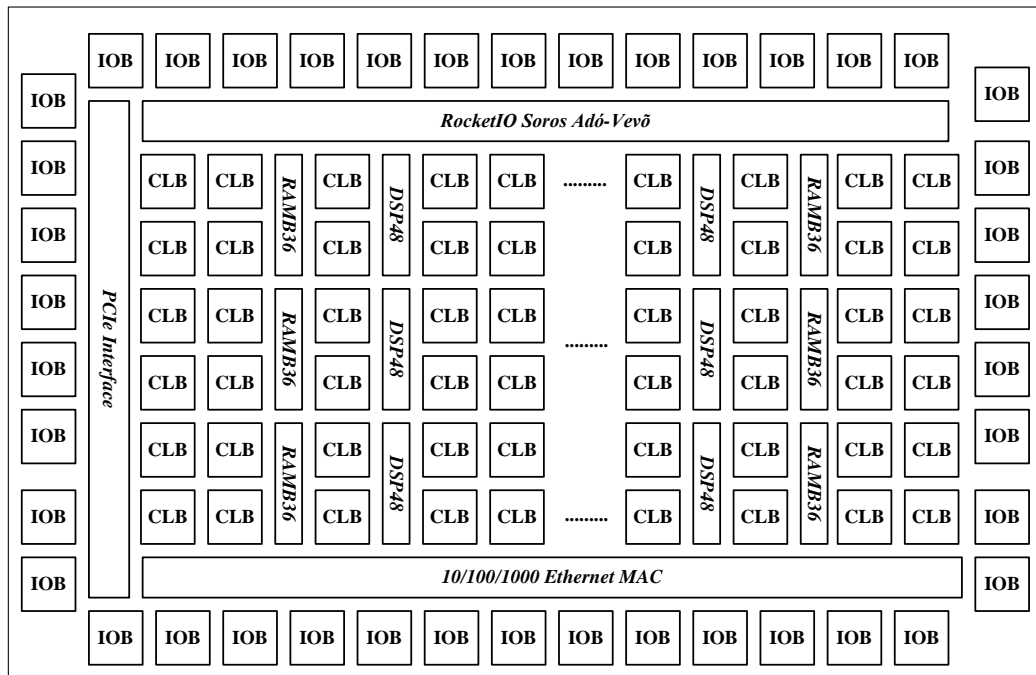 IOB IOB IOB IOB IOB IOB IOB IOB IOB IOB IOB IOB IOB
IOB IOB
RocketIO Soros Adó-Vevõ
IOB CLB CLB RAMB36 CLB DSP48 CLB CLB ......... CLB DSP48 CLB RAMB36 CLB CLB IOB
IOB CLB CLB CLB CLB CLB CLB CLB CLB CLB IOB
IOB PCIe Interface CLB CLB RAMB36 CLB DSP48 CLB CLB ......... CLB DSP48 CLB RAMB36 CLB CLB IOB
IOB CLB CLB CLB CLB CLB CLB CLB CLB CLB IOB
IOB CLB CLB RAMB36 CLB DSP48 CLB CLB CLB DSP48 CLB RAMB36 CLB CLB IOB
IOB CLB CLB CLB CLB CLB ......... CLB CLB CLB CLB IOB
IOB 10/100/1000 Ethernet MAC IOB
IOB IOB IOB IOB IOB IOB IOB IOB IOB IOB IOB IOB IOB